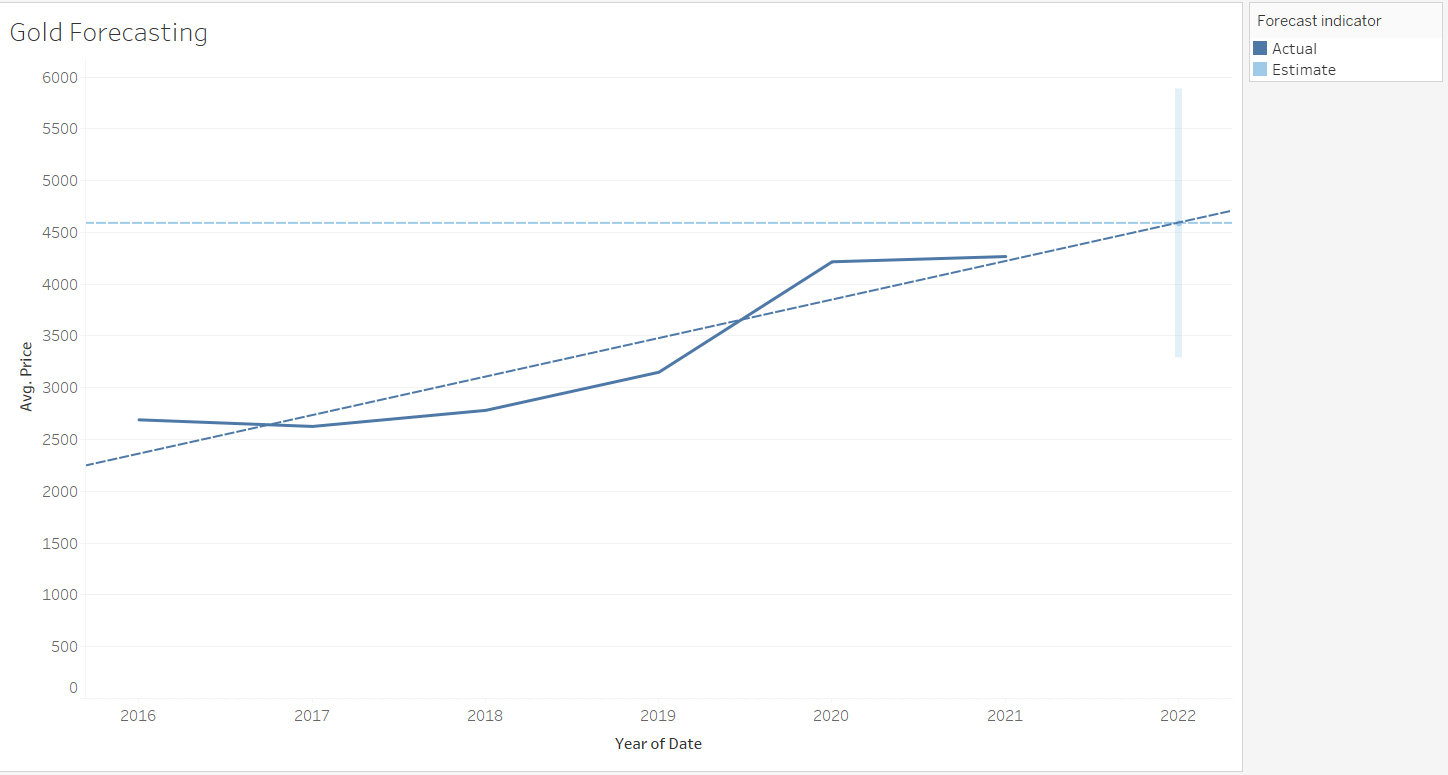 Gold Forecasting
Forecast indicator
Actual
Estimate
6000
5500
5000
4500
4000
3500
3000
2500
2000
1500
1000
500
0
Avg. Price
2016 2017 2018 2019 2020 2021 2022
Year of Date